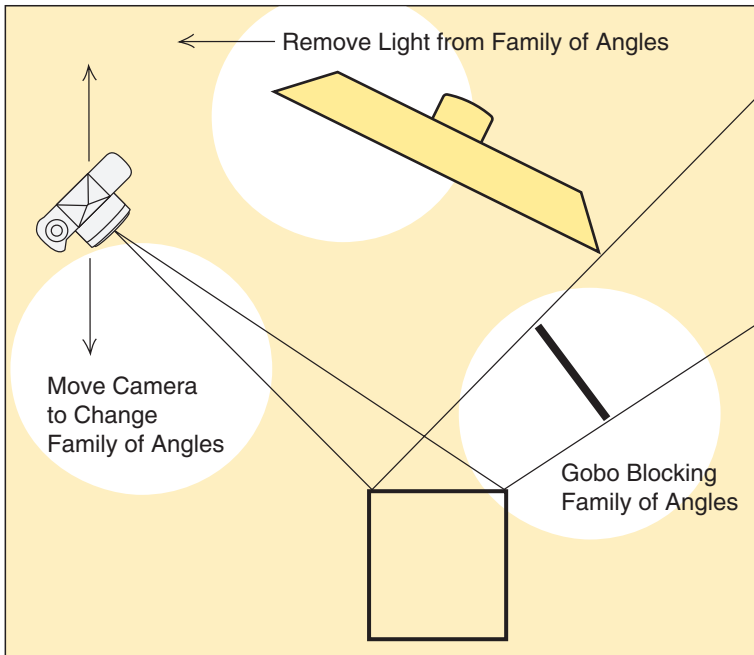 Remove Light from Family of Angles
Move Camera
to Change
Family of Angles
Gobo Blocking
Family of Angles